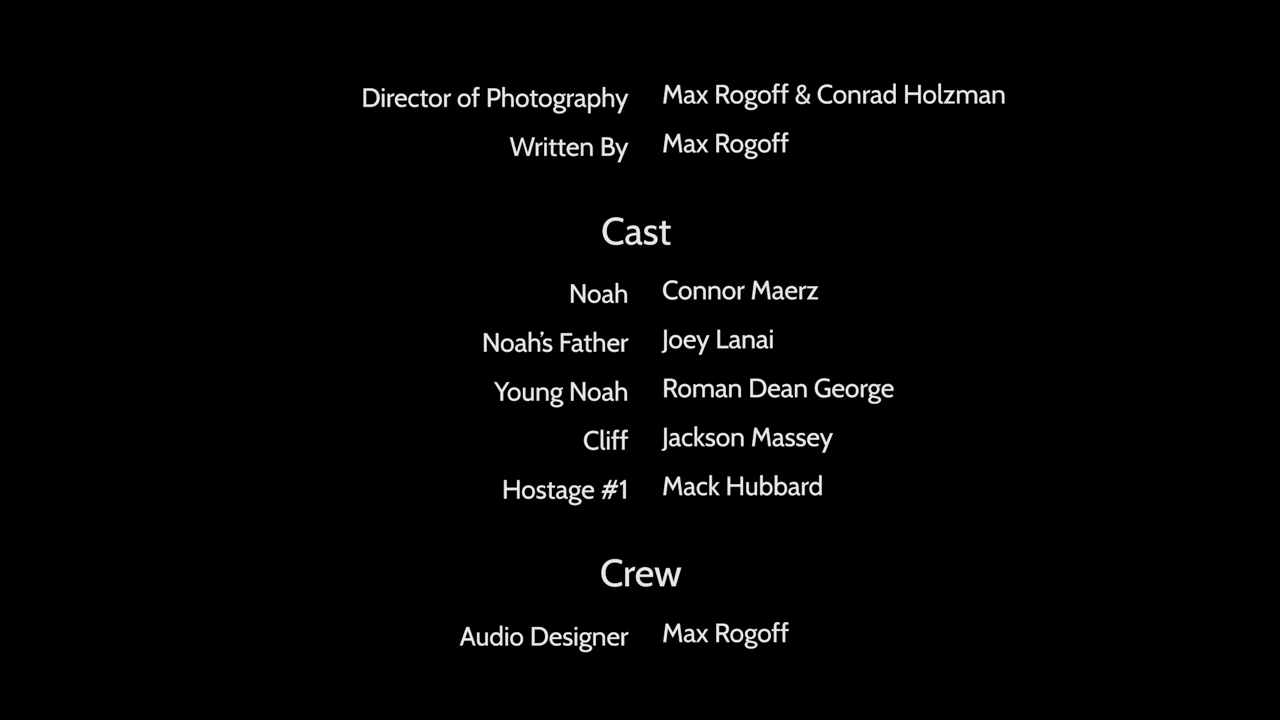 Director of Photography Max Rogoff & Conrad Holzman
Written By Max Rogoff
Cast
Noah Connor Maerz
Noah's Father Joey Lanai
Young Noah Roman Dean George
Cliff Jackson Massey
Hostage #1 Mack Hubbard
Crew
Audio Designer Max Rogoff